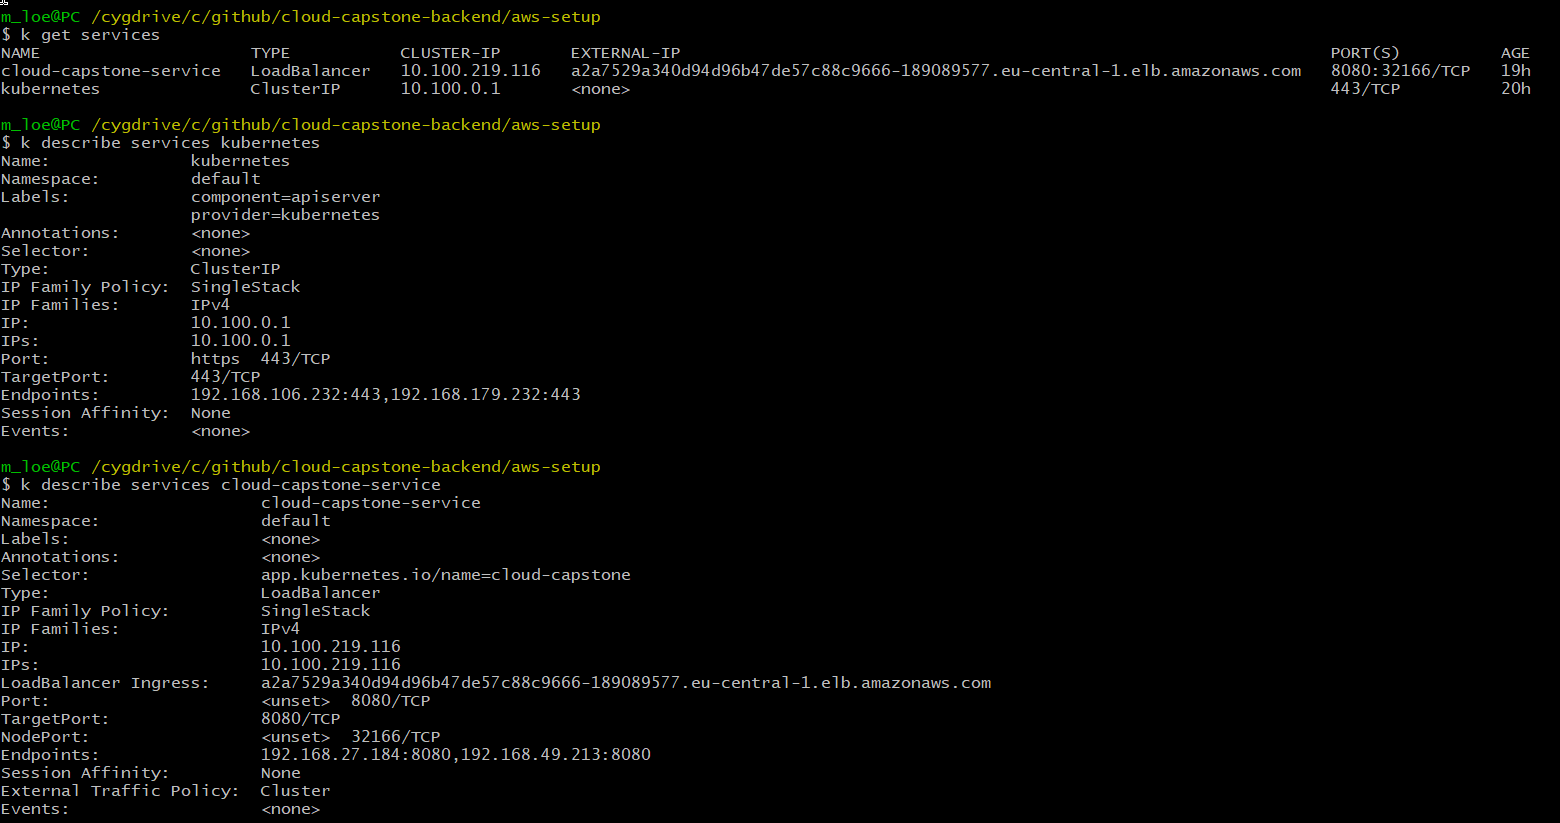 m_loe@PC /cygdrive/c/github/cloud-capstone-backend/aws-setup
$ k get services
NAME                     TYPE           CLUSTER-IP       EXTERNAL-IP                                                                 PORT(S)          AGE
cloud-capstone-service   LoadBalancer   10.100.219.116   a2a7529a340d94d96b47de57c88c9666-189089577.eu-central-1.elb.amazonaws.com   8080:32166/TCP   19h
kubernetes               ClusterIP      10.100.0.1       <none>                                                                      443/TCP          20h
m_loe@PC /cygdrive/c/github/cloud-capstone-backend/aws-setup
$ k describe services kubernetes
Name:              kubernetes
Namespace:         default
Labels:            component=apiserver
                   provider=kubernetes
Annotations:       <none>
Selector:          <none>
Type:              ClusterIP
IP Family Policy:  SingleStack
IP Families:       IPv4
IP:                10.100.0.1
IPs:               10.100.0.1
Port:              https  443/TCP
TargetPort:        443/TCP
Endpoints:         192.168.106.232:443,192.168.179.232:443
Session Affinity:  None
Events:            <none>
m_loe@PC /cygdrive/c/github/cloud-capstone-backend/aws-setup
$ k describe services cloud-capstone-service
Name:                     cloud-capstone-service
Namespace:                default
Labels:                   <none>
Annotations:              <none>
Selector:                 app.kubernetes.io/name=cloud-capstone
Type:                     LoadBalancer
IP Family Policy:         SingleStack
IP Families:              IPv4
IP:                       10.100.219.116
IPs:                      10.100.219.116
LoadBalancer Ingress:     a2a7529a340d94d96b47de57c88c9666-189089577.eu-central-1.elb.amazonaws.com
Port:                     <unset>  8080/TCP
TargetPort:               8080/TCP
NodePort:                 <unset>  32166/TCP
Endpoints:                192.168.27.184:8080,192.168.49.213:8080
Session Affinity:         None
External Traffic Policy:  Cluster
Events:                   <none>